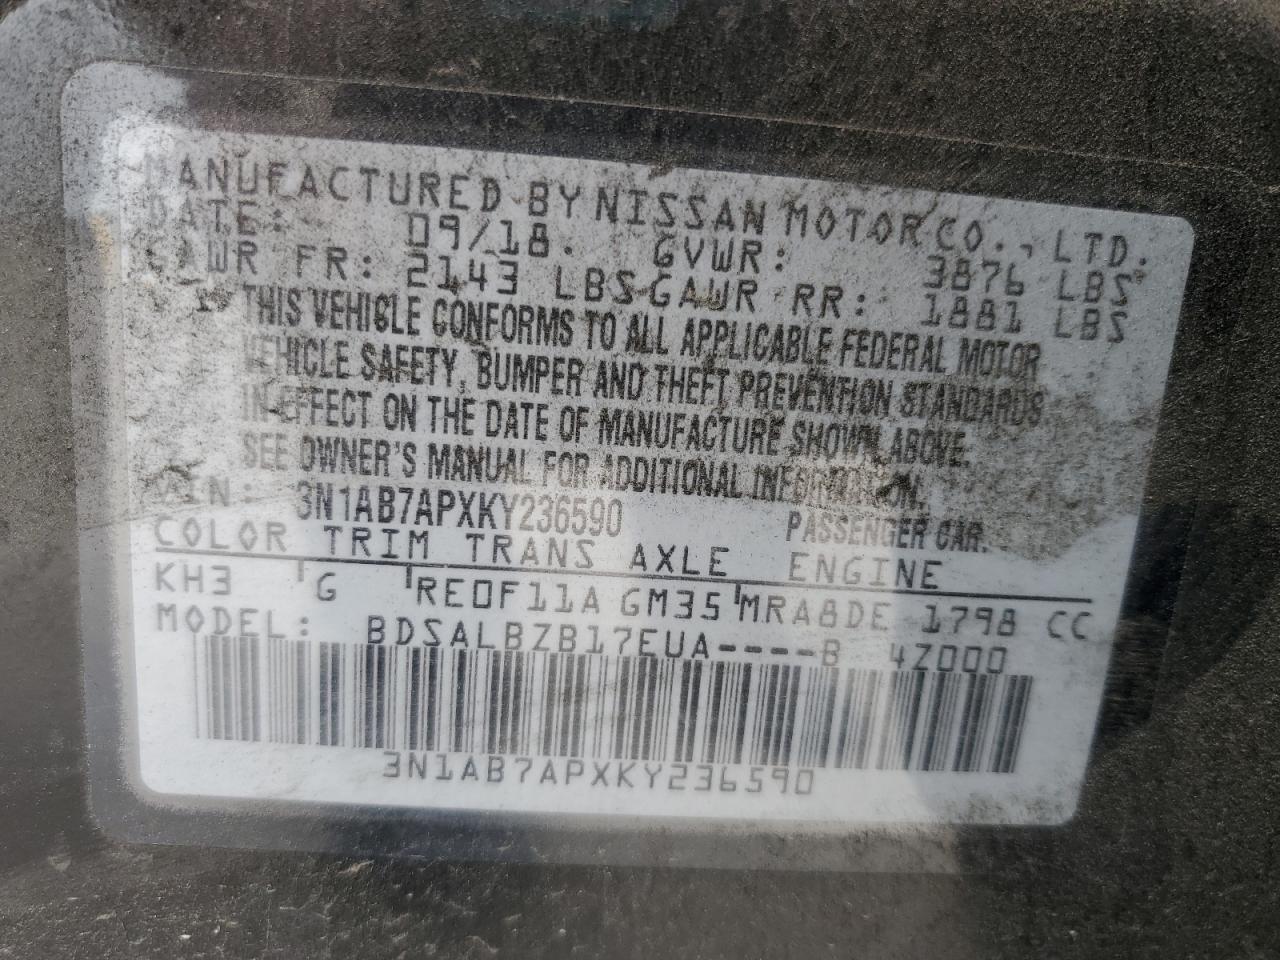 MANUFACTURED BY NISSAN MOTOR CO., LTD.
DATE: 09/18. GVWR: 3876 LBS
GAWR FR: 2143 LBS GAWR RR: 1881 LBS
THIS VEHICLE CONFORMS TO ALL APPLICABLE FEDERAL MOTOR
VEHICLE SAFETY, BUMPER AND THEFT PREVENTION STANDARDS
IN EFFECT ON THE DATE OF MANUFACTURE SHOWN ABOVE.
SEE OWNER'S MANUAL FOR ADDITIONAL INFORMATION.
VIN: 3N1AB7APXKY236590 PASSENGER CAR.
COLOR TRIM TRANS AXLE ENGINE
KH3 G RE0F11A GM35 MRA8DE 1798 CC
MODEL: BDSALBZB17EUA----B 4Z000
3N1AB7APXKY236590